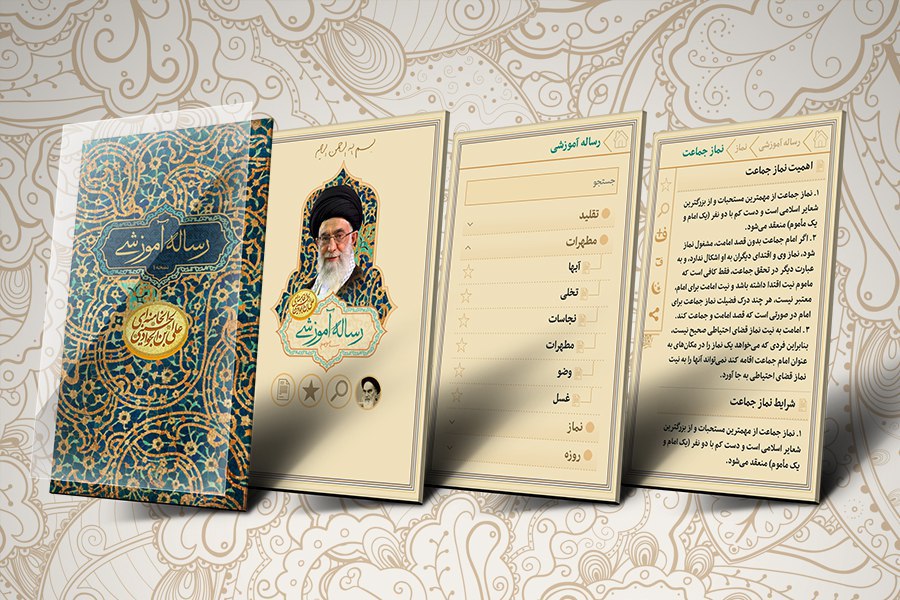 رساله آموزشی
بسم الله الرحمن الرحیم
رساله آموزشی
رساله آموزشی
جستجو
تقلید
مطهرات
آبها
تخلی
نجاسات
مطهرات
وضو
غسل
نماز
روزه
رساله آموزشی نماز نماز جماعت
اهمیت نماز جماعت
۱. نماز جماعت از مهمترین مستحبات و از بزرگترین
شعایر اسلامی است و دست کم با دو نفر (یک امام و
یک مأموم) منعقد می‌شود.
۲. اگر امام جماعت بدون قصد امامت، مشغول نماز
شود، نماز وی و اقتدای دیگران به او اشکال ندارد، و به
عبارت دیگر در تحقق جماعت، فقط کافی است که
ماموم نیت اقتدا داشته باشد و نیت امامت برای امام،
معتبر نیست، هر چند درک فضیلت نماز جماعت برای
امام در صورتی است که قصد امامت و جماعت کند.
۳. امامت به نیت نماز قضای احتیاطی صحیح نیست،
بنابراین فردی که می‌خواهد یک نماز را در مکان‌های به
عنوان امام جماعت اقامه کند نمی‌تواند آنها را به نیت
نماز قضای احتیاطی به جا آورد.
شرایط نماز جماعت
۱. نماز جماعت از مهمترین مستحبات و از بزرگترین
شعایر اسلامی است و دست کم با دو نفر (یک امام و
یک مأموم) منعقد می‌شود.